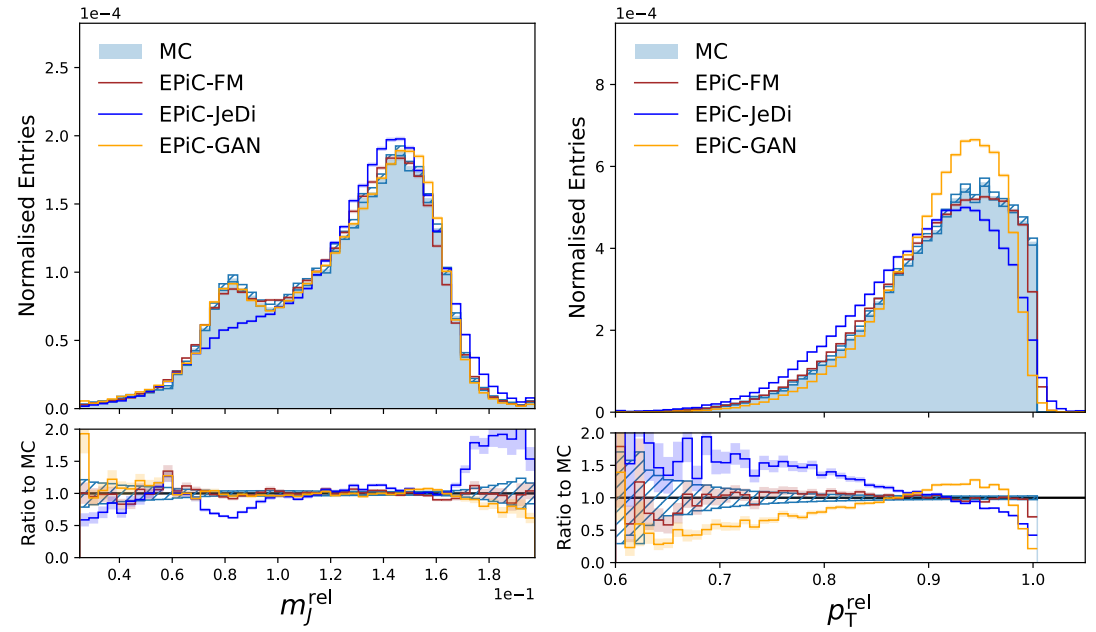 1e−4
Normalised Entries
2.5
2.0
1.5
1.0
0.5
0.0
MC
EPiC-FM
EPiC-JeDi
EPiC-GAN
Ratio to MC
2.0
1.5
1.0
0.5
0.0
0.4 0.6 0.8 1.0 1.2 1.4 1.6 1.8
1e−1
m_J^rel
1e−4
Normalised Entries
8
6
4
2
0
MC
EPiC-FM
EPiC-JeDi
EPiC-GAN
Ratio to MC
2.0
1.5
1.0
0.5
0.0
0.6 0.7 0.8 0.9 1.0
p_T^rel